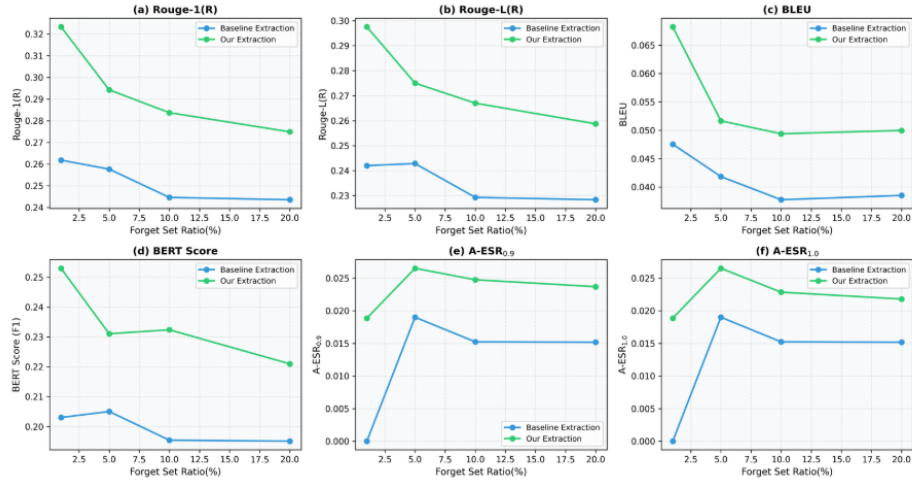 (a) Rouge-1(R)
Baseline Extraction
Our Extraction
Rouge-1(R)
0.32
0.31
0.30
0.29
0.28
0.27
0.26
0.25
0.24
2.5 5.0 7.5 10.0 12.5 15.0 17.5 20.0
Forget Set Ratio(%)
(b) Rouge-L(R)
Baseline Extraction
Our Extraction
Rouge-L(R)
0.30
0.29
0.28
0.27
0.26
0.25
0.24
0.23
2.5 5.0 7.5 10.0 12.5 15.0 17.5 20.0
Forget Set Ratio(%)
(c) BLEU
Baseline Extraction
Our Extraction
BLEU
0.065
0.060
0.055
0.050
0.045
0.040
2.5 5.0 7.5 10.0 12.5 15.0 17.5 20.0
Forget Set Ratio(%)
(d) BERT Score
Baseline Extraction
Our Extraction
BERT Score (F1)
0.25
0.24
0.23
0.22
0.21
0.20
2.5 5.0 7.5 10.0 12.5 15.0 17.5 20.0
Forget Set Ratio(%)
(e) A-ESR0.9
A-ESR0.9
0.025
0.020
0.015
0.010
0.005
0.000
Baseline Extraction
Our Extraction
2.5 5.0 7.5 10.0 12.5 15.0 17.5 20.0
Forget Set Ratio(%)
(f) A-ESR1.0
Baseline Extraction
Our Extraction
A-ESR1.0
0.025
0.020
0.015
0.010
0.005
0.000
2.5 5.0 7.5 10.0 12.5 15.0 17.5 20.0
Forget Set Ratio(%)